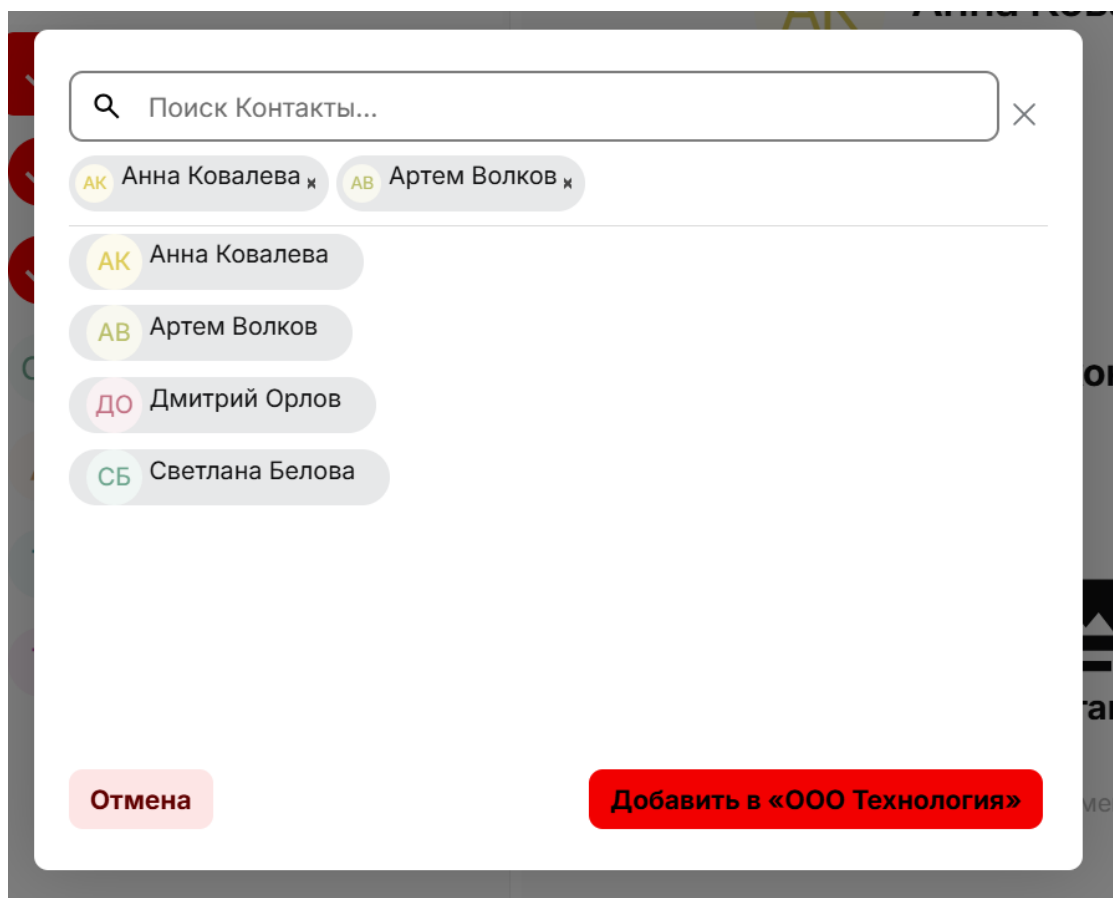 АК
Поиск Контакты...
АК Анна Ковалева АВ Артем Волков
АК Анна Ковалева
АВ Артем Волков
ДО Дмитрий Орлов
СБ Светлана Белова
Отмена Добавить в «ООО Технология»